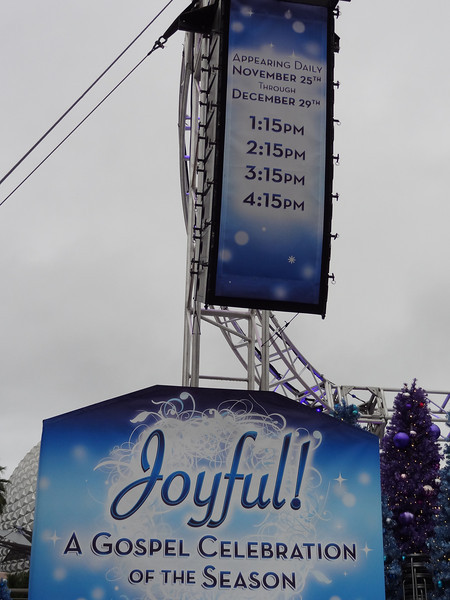 Appearing Daily
November 25th
Through
December 29th
1:15pm
2:15pm
3:15pm
4:15pm
Joyful!
A Gospel Celebration
of the Season